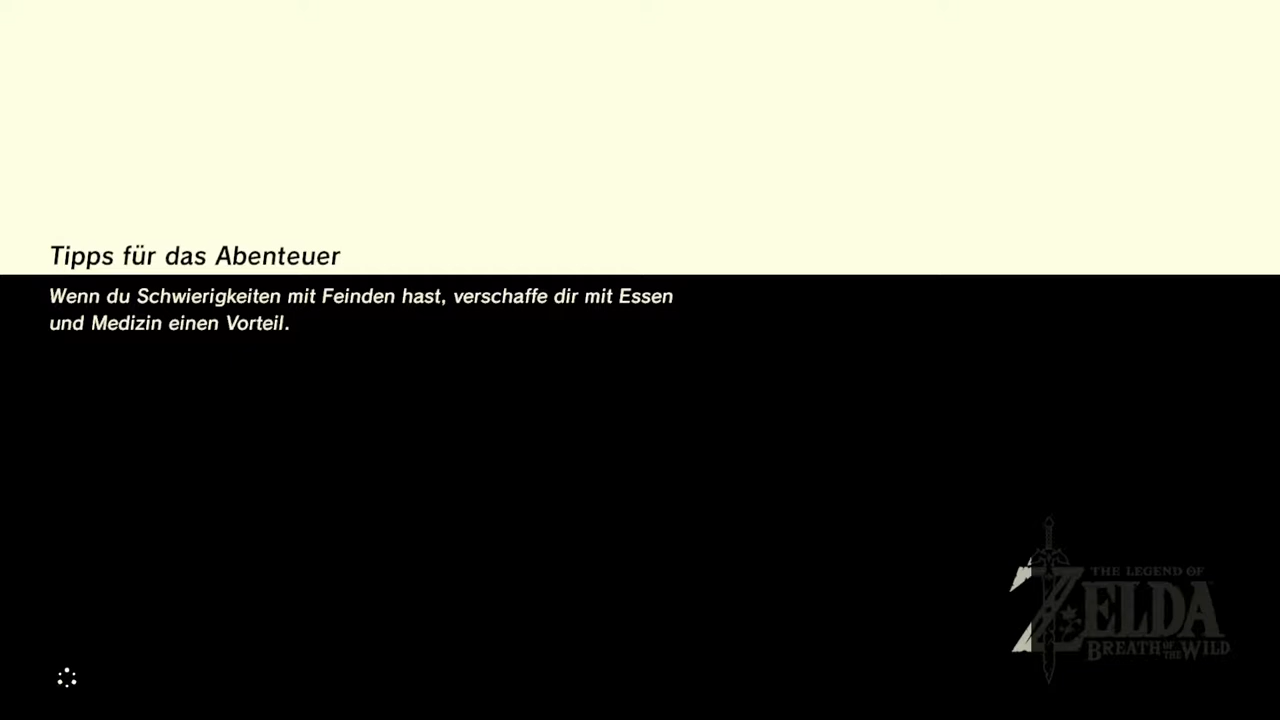 Tipps für das Abenteuer
Wenn du Schwierigkeiten mit Feinden hast, verschaffe dir mit Essen
und Medizin einen Vorteil.
THE LEGEND OF
ZELDA
BREATH OF THE WILD